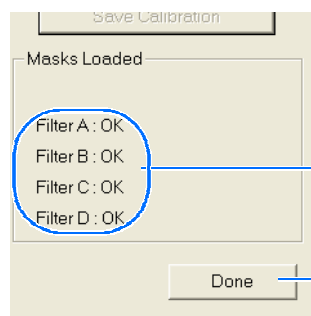 Save Calibration
Masks Loaded
Filter A : OK
Filter B : OK
Filter C : OK
Filter D : OK
Done